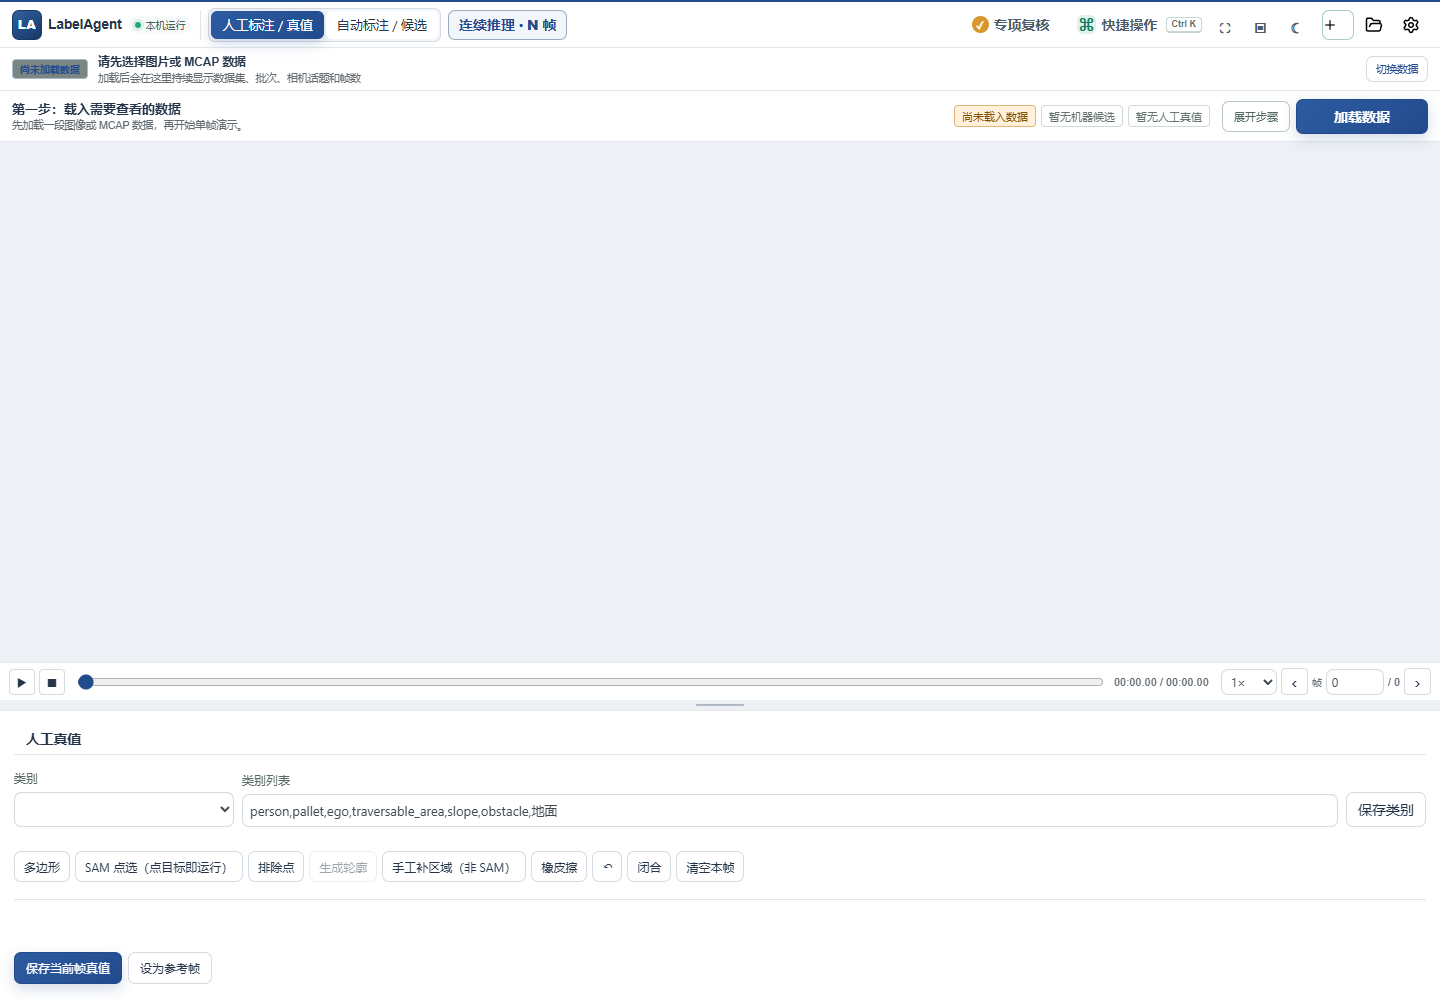 LA LabelAgent 本机运行 人工标注 / 真值 自动标注 / 候选 连续推理 · N 帧 专项复核 快捷操作 Ctrl K
尚未加载数据 请先选择图片或 MCAP 数据
加载后会在这里持续显示数据集、批次、相机话题和帧数
切换数据
第一步：载入需要查看的数据
先加载一段图像或 MCAP 数据，再开始单帧演示。
尚未载入数据 暂无机器候选 暂无人工真值 展开步骤 加载数据
00:00.00 / 00:00.00 1× 帧 0 / 0
人工真值
类别
类别列表
person,pallet,ego,traversable_area,slope,obstacle,地面
保存类别
多边形 SAM 点选（点目标即运行） 排除点 生成轮廓 手工补区域（非 SAM） 橡皮擦 闭合 清空本帧
保存当前帧真值 设为参考帧